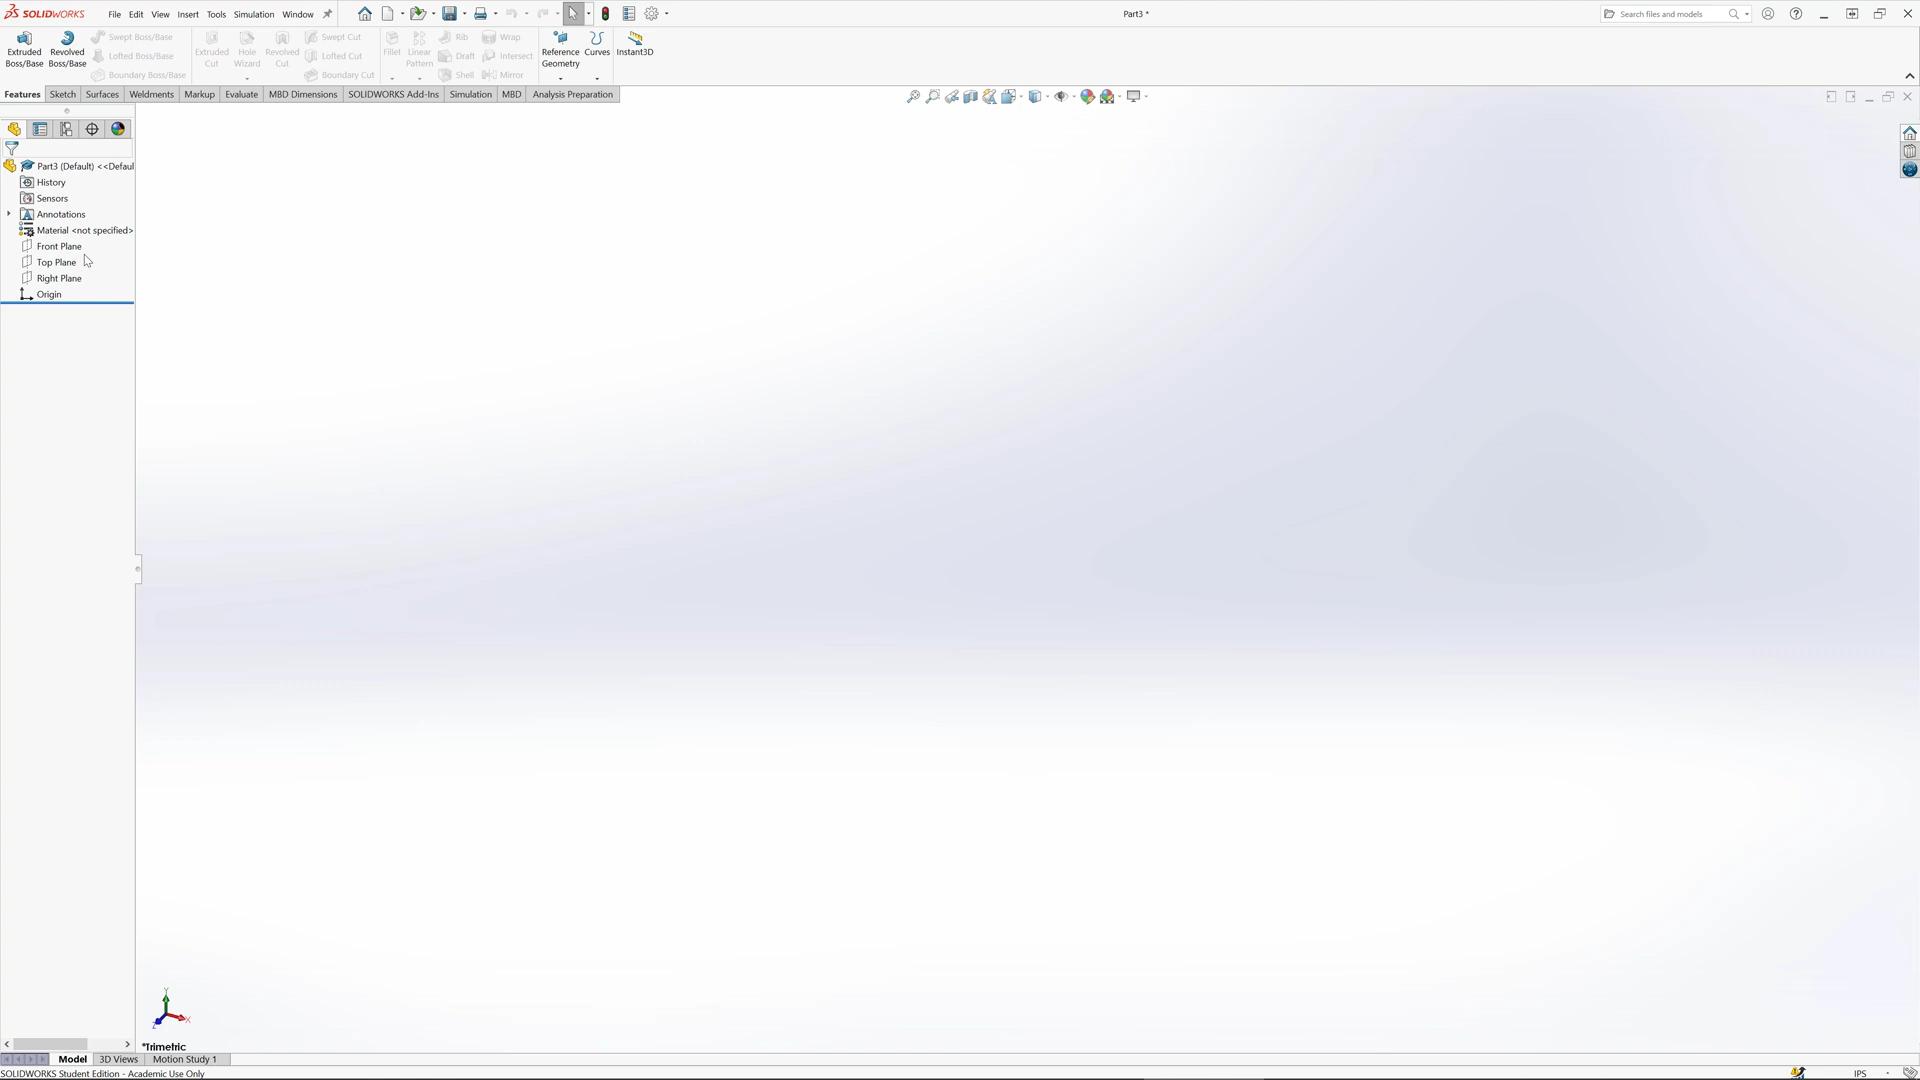 SOLIDWORKS File Edit View Insert Tools Simulation Window Part3 * Search files and models
Extruded Boss/Base
Revolved Boss/Base
Swept Boss/Base
Lofted Boss/Base
Boundary Boss/Base
Extruded Cut
Hole Wizard
Revolved Cut
Swept Cut
Lofted Cut
Boundary Cut
Fillet
Linear Pattern
Rib
Draft
Shell
Wrap
Intersect
Mirror
Reference Geometry
Curves
Instant3D
Features Sketch Surfaces Weldments Markup Evaluate MBD Dimensions SOLIDWORKS Add-Ins Simulation MBD Analysis Preparation
Part3 (Default) <<Defaul
History
Sensors
Annotations
Material <not specified>
Front Plane
Top Plane
Right Plane
Origin
Y
X
Z
*Trimetric
Model 3D Views Motion Study 1
SOLIDWORKS Student Edition - Academic Use Only IPS -